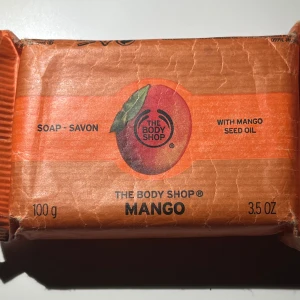 SOAP - SAVON
THE
BODY
SHOP
®
WITH MANGO
SEED OIL
THE BODY SHOP®
MANGO
100 g
3,5 OZ